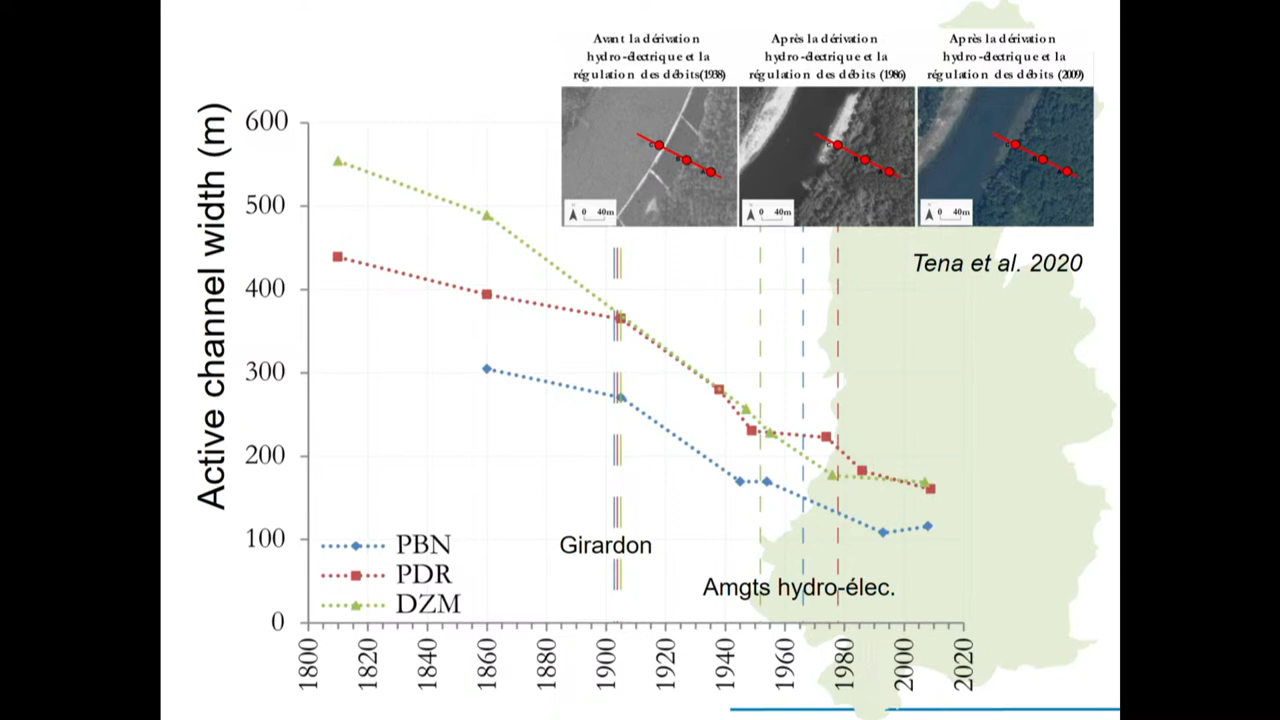 Avant la dérivation
hydro-électrique et la
régulation des débits(1938)
Après la dérivation
hydro-électrique et la
régulation des débits (1986)
Après la dérivation
hydro-électrique et la
régulation des débits (2009)
0 40m
0 40m
0 40m
Tena et al. 2020
Active channel width (m)
600
500
400
300
200
100
0
Girardon
Amgts hydro-élec.
PBN
PDR
DZM
1800
1820
1840
1860
1880
1900
1920
1940
1960
1980
2000
2020